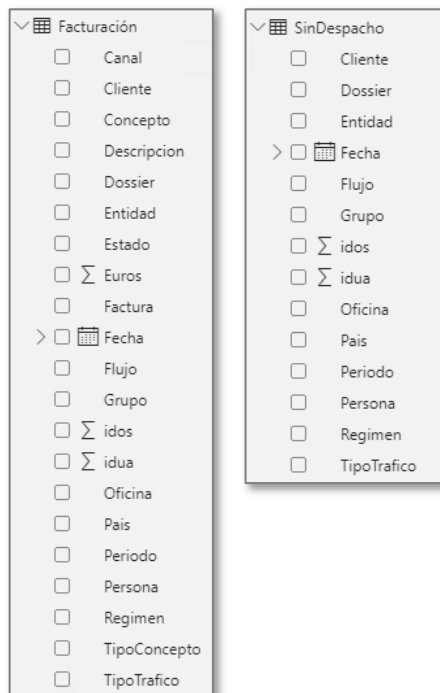 Facturación
Canal
Cliente
Concepto
Descripcion
Dossier
Entidad
Estado
Σ Euros
Factura
Fecha
Flujo
Grupo
Σ idos
Σ idua
Oficina
Pais
Periodo
Persona
Regimen
TipoConcepto
TipoTrafico
SinDespacho
Cliente
Dossier
Entidad
Fecha
Flujo
Grupo
Σ idos
Σ idua
Oficina
Pais
Periodo
Persona
Regimen
TipoTrafico